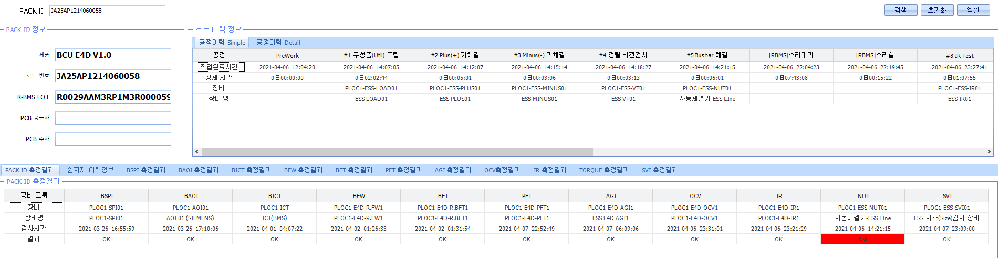 PACK ID JA25AP1214060058 검색 초기화 엑셀
PACK ID 정보
제품 BCU E4D V1.0
로트 번호 JA25AP1214060058
R-BMS LOT R0029AAM3RP1M3R000059
PCB 공급사
PCB 주차
로트 이력 정보
공정이력-Simple 공정이력-Detail
공정 PreWork #1 구성품(Util) 조립 #2 Plus(+) 가체결 #3 Minus(-) 가체결 #4 정렬 비전검사 #5 Busbar 체결 [RBMS]수리대기 [RBMS]수리실 #8 IR Test
작업완료시간 2021-04-06 12:04:20 2021-04-06 14:07:05 2021-04-06 14:12:07 2021-04-06 14:15:14 2021-04-06 14:18:27 2021-04-06 14:21:15 2021-04-06 22:04:23 2021-04-06 22:19:45 2021-04-06 23:27:41
정체 시간 0日00:00:00 0日02:02:44 0日00:05:01 0日00:03:06 0日00:03:13 0日00:06:01 0日07:43:08 0日00:15:22 0日01:07:55
장비 PLOC1-ESS-LOAD01 PLOC1-ESS-PLUS01 PLOC1-ESS-MINUS01 PLOC1-ESS-VT01 PLOC1-ESS-NUT01 PLOC1-ESS-IR01
장비 명 ESS LOAD01 ESS PLUS01 ESS MINUS01 ESS VT01 자동체결기-ESS LIne ESS IR01
PACK ID 측정결과 원자재 이력정보 BSPI 측정결과 BAOI 측정결과 BICT 측정결과 BFW 측정결과 BFT 측정결과 PFT 측정결과 AGI 측정결과 OCV측정결과 IR 측정결과 TORQUE 측정결과 SVI 측정결과
PACK ID 측정결과
장비 그룹 BSPI BAOI BICT BFW BFT PFT AGI OCV IR NUT SVI
장비 PLOC1-SPI01 PLOC1-AOI01 PLOC1-ICT PLOC1-E4D-R.FW1 PLOC1-E4D-R.BFT1 PLOC1-E4D-PFT1 PLOC1-E4D-AGI1 PLOC1-E4D-OCV1 PLOC1-E4D-IR1 PLOC1-ESS-NUT01 PLOC1-ESS-SVI01
장비명 PLOC1-SPI01 AOI 01 (SIEMENS) ICT(BMS) PLOC1-E4D-R.FW1 PLOC1-E4D-R.BFT1 PLOC1-E4D-PFT1 ESS E4D AGI1 PLOC1-E4D-OCV1 PLOC1-E4D-IR1 자동체결기-ESS LIne ESS 치수(Size)검사 장비
검사시간 2021-03-26 16:55:59 2021-03-26 17:10:06 2021-04-01 04:07:22 2021-04-02 01:26:33 2021-04-02 01:31:54 2021-04-07 22:52:49 2021-04-07 06:09:06 2021-04-06 23:31:01 2021-04-06 23:21:29 2021-04-06 14:21:15 2021-04-07 23:09:00
결과 OK OK OK OK OK OK OK OK OK NG OK